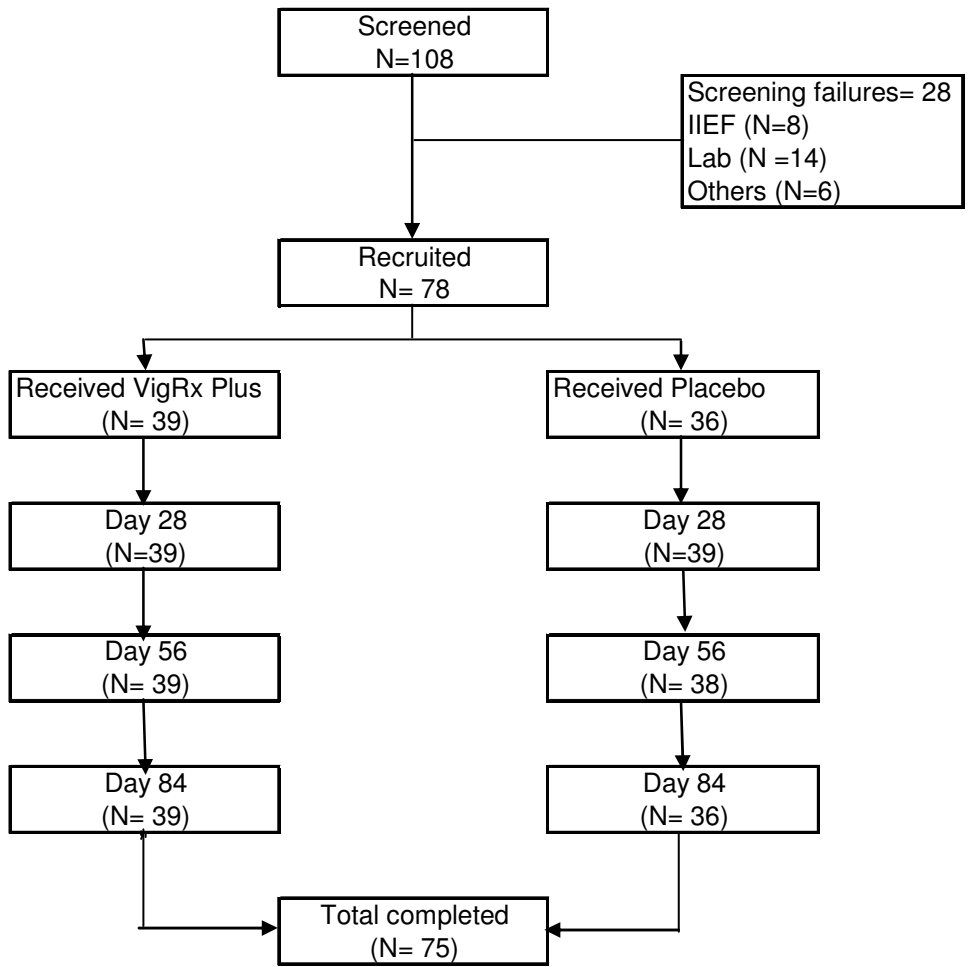 Screened
N=108
Screening failures= 28
IIEF (N=8)
Lab (N =14)
Others (N=6)
Recruited
N= 78
Received VigRx Plus
(N= 39)
Received Placebo
(N= 36)
Day 28
(N=39)
Day 28
(N=39)
Day 56
(N= 39)
Day 56
(N= 38)
Day 84
(N= 39)
Day 84
(N= 36)
Total completed
(N= 75)